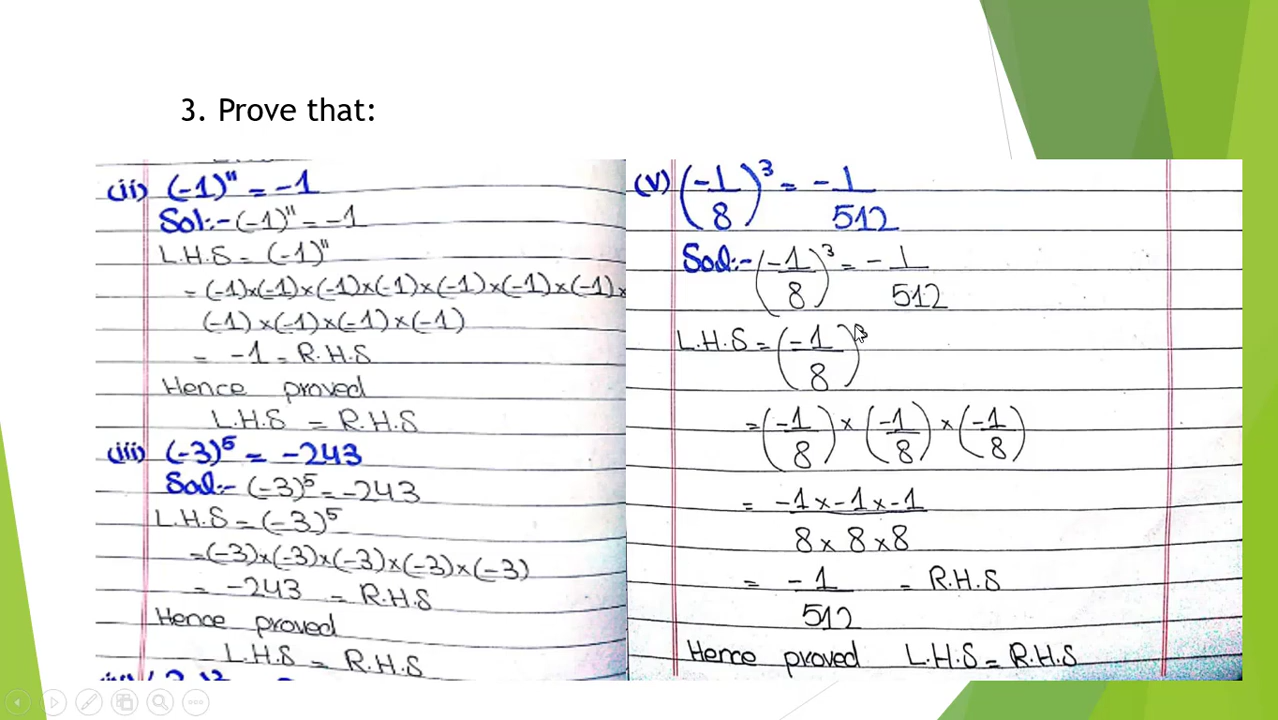 3. Prove that:
(ii) (-1)¹¹ = -1
Sol:- (-1)¹¹ = -1
L.H.S = (-1)¹¹
= (-1)×(-1)×(-1)×(-1)×(-1)×(-1)×(-1)×
(-1)×(-1)×(-1)×(-1)
= -1 = R.H.S
Hence proved
L.H.S = R.H.S
(iii) (-3)⁵ = -243
Sol:- (-3)⁵ = -243
L.H.S = (-3)⁵
=(-3)×(-3)×(-3)×(-3)×(-3)
= -243 = R.H.S
Hence proved
L.H.S = R.H.S
(v) (-1/8)³ = -1/512
Sol:- (-1/8)³ = -1/512
L.H.S = (-1/8)³
= (-1/8) × (-1/8) × (-1/8)
= -1×-1×-1
8×8×8
= -1/512 = R.H.S
Hence proved L.H.S = R.H.S